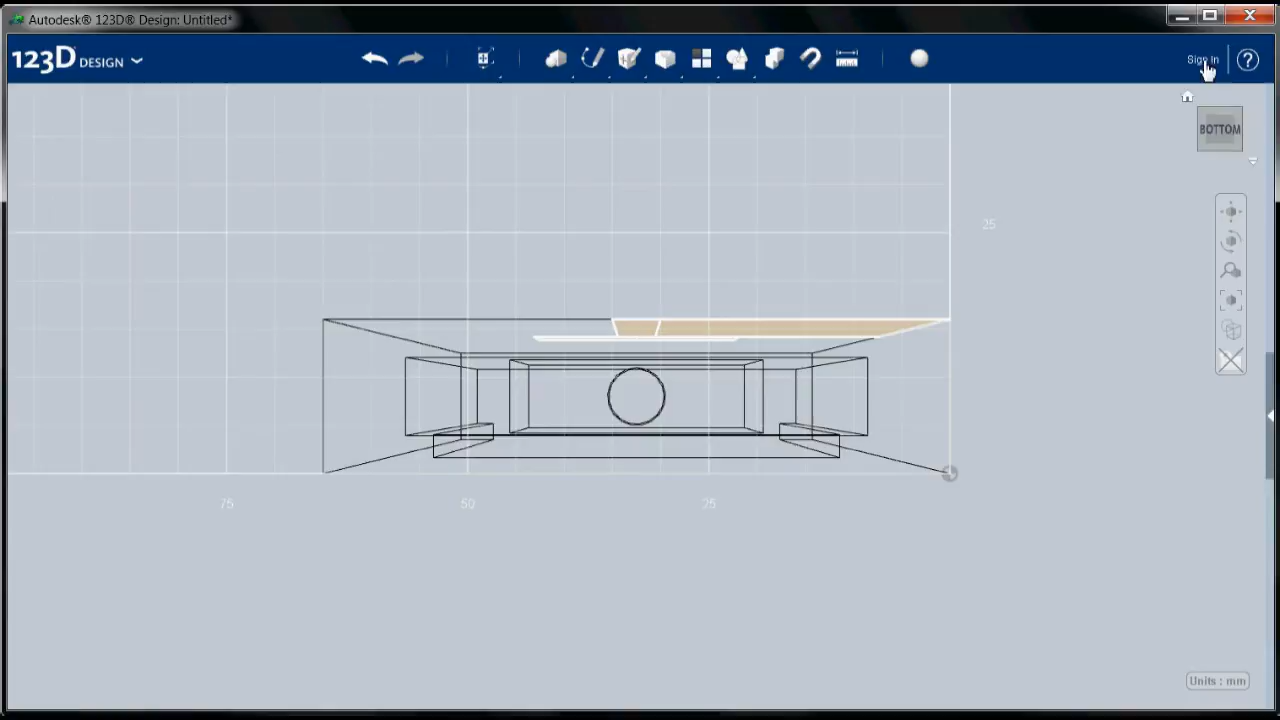 Autodesk® 123D® Design: Untitled*
123D DESIGN
Sign In
?
BOTTOM
25
75
50
25
Units : mm